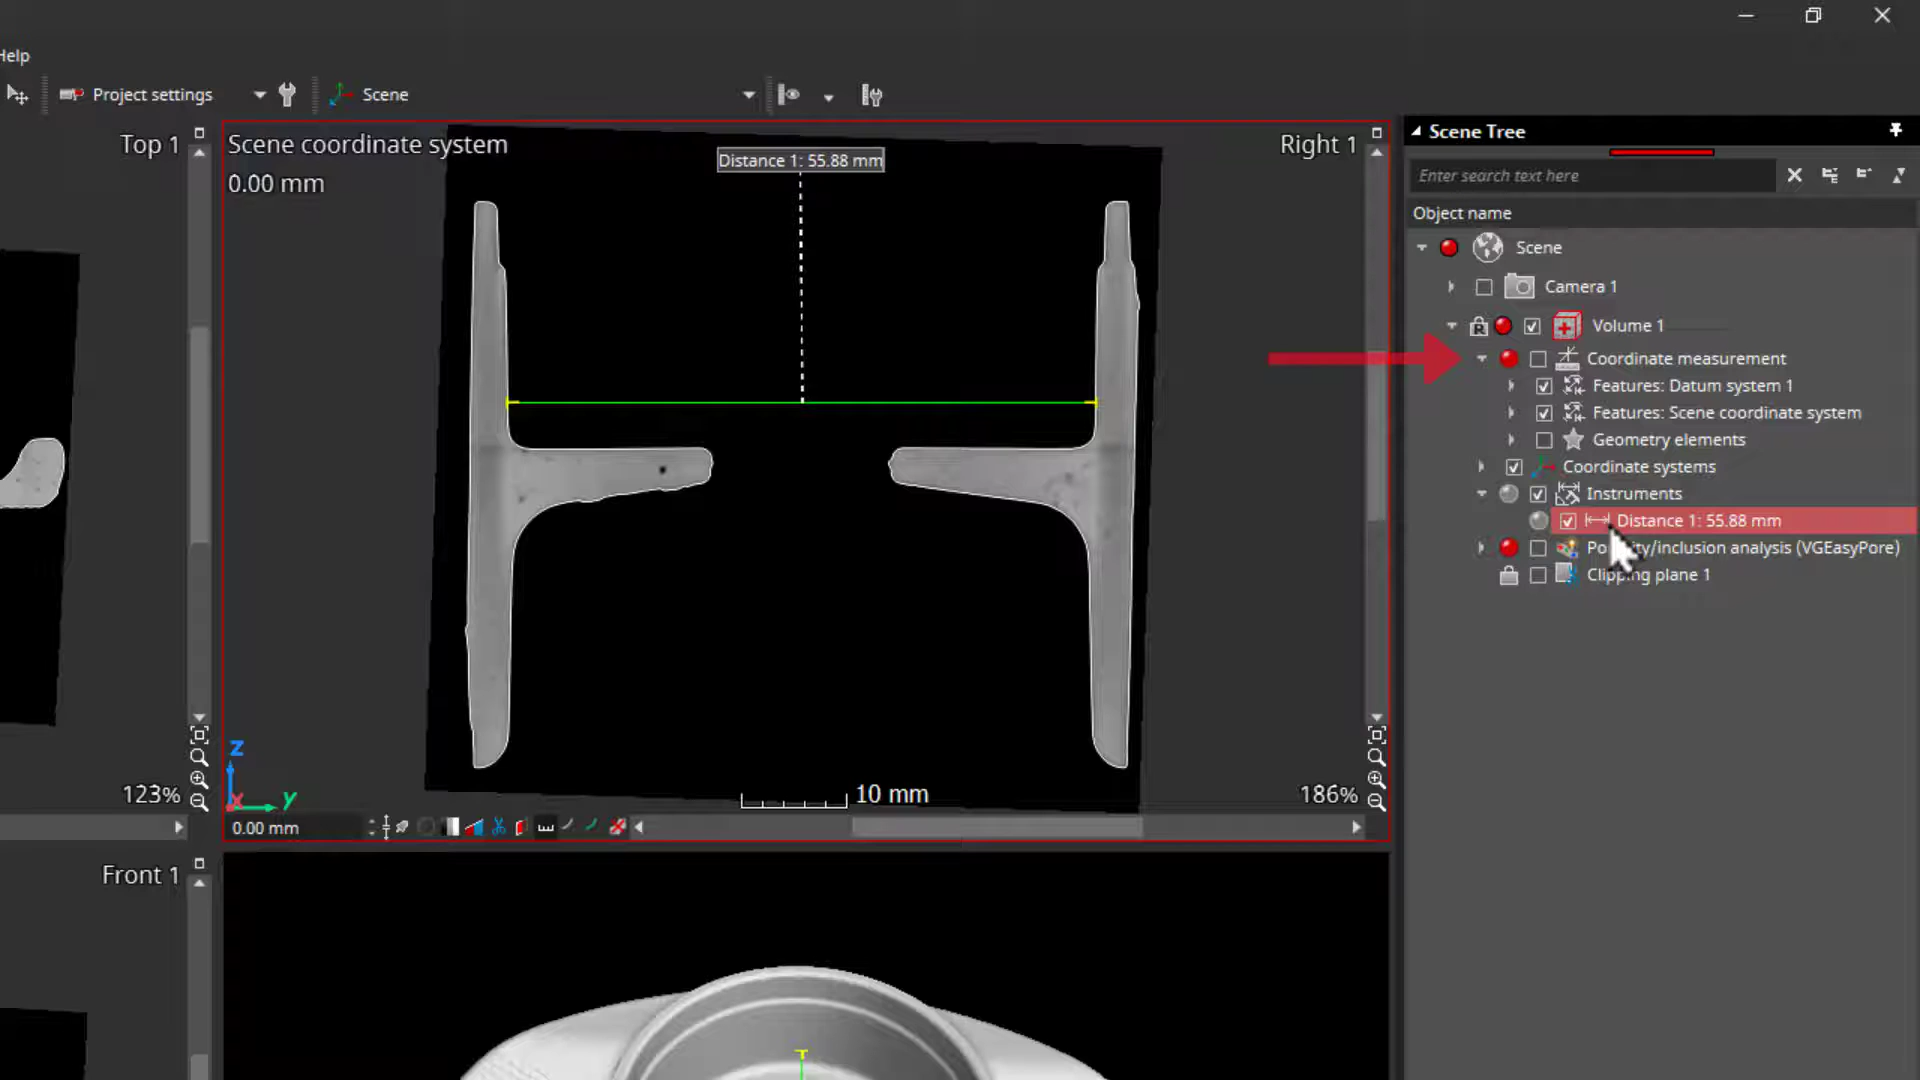 Help
Project settings
Scene
Top 1
Scene coordinate system
0.00 mm
Distance 1: 55.88 mm
Right 1
Z
X
Y
10 mm
123%
186%
0.00 mm
Front 1
Scene Tree
Enter search text here
Object name
Scene
Camera 1
Volume 1
Coordinate measurement
Features: Datum system 1
Features: Scene coordinate system
Geometry elements
Coordinate systems
Instruments
Distance 1: 55.88 mm
/inclusion analysis (VGEasyPore)
Clipping plane 1